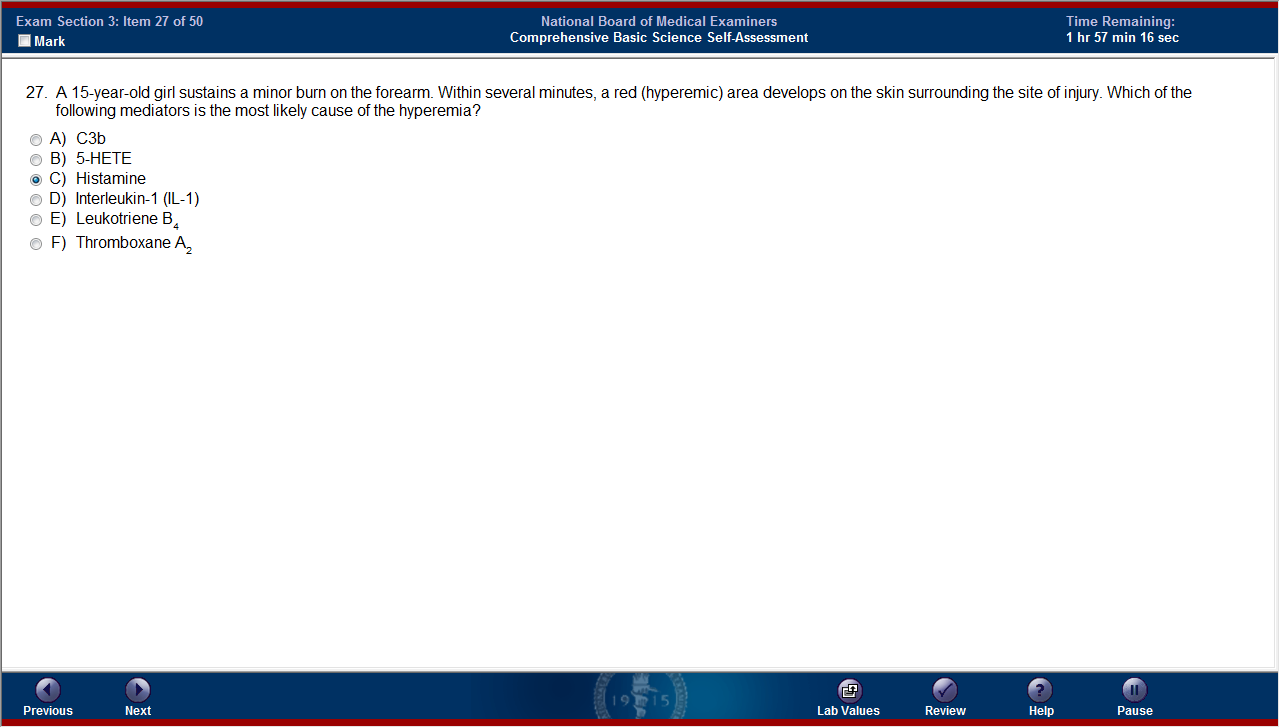 Exam Section 3: Item 27 of 50
National Board of Medical Examiners
Time Remaining:
Mark
Comprehensive Basic Science Self-Assessment
1 hr 57 min 16 sec
27. A 15-year-old girl sustains a minor burn on the forearm. Within several minutes, a red (hyperemic) area develops on the skin surrounding the site of injury. Which of the
following mediators is the most likely cause of the hyperemia?
A) C3b
B) 5-HETE
C) Histamine
D) Interleukin-1 (IL-1)
E) Leukotriene B4
F) Thromboxane A2
1915
Previous
Next
Lab Values
Review
Help
Pause